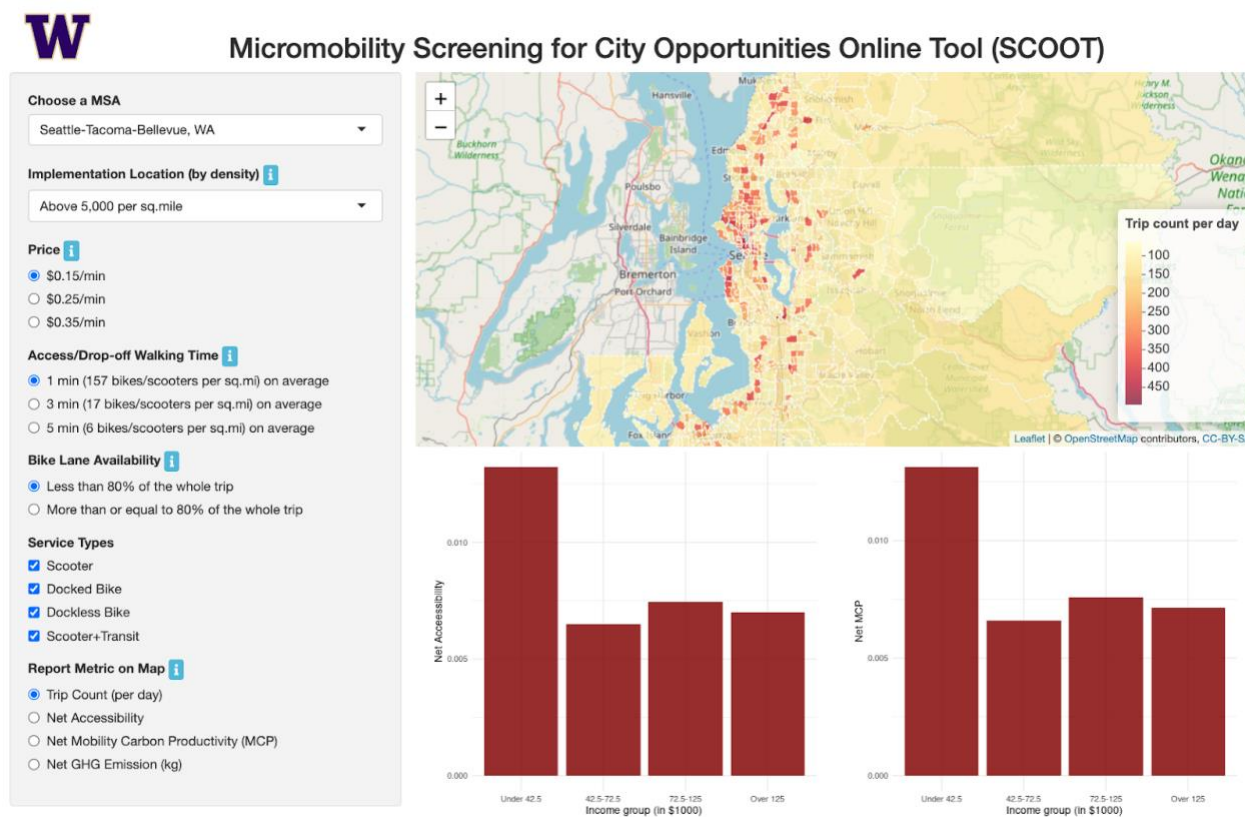 W
Micromobility Screening for City Opportunities Online Tool (SCOOT)
Choose a MSA
Seattle-Tacoma-Bellevue, WA
Implementation Location (by density) i
Above 5,000 per sq.mile
Price i
$0.15/min
$0.25/min
$0.35/min
Access/Drop-off Walking Time i
1 min (157 bikes/scooters per sq.mi) on average
3 min (17 bikes/scooters per sq.mi) on average
5 min (6 bikes/scooters per sq.mi) on average
Bike Lane Availability i
Less than 80% of the whole trip
More than or equal to 80% of the whole trip
Service Types
Scooter
Docked Bike
Dockless Bike
Scooter+Transit
Report Metric on Map i
Trip Count (per day)
Net Accessibility
Net Mobility Carbon Productivity (MCP)
Net GHG Emission (kg)
+
−
Hansville
Buckhorn
Wilderness
Poulsbo
Silverdale
Bainbridge
Island
Bremerton
Port Orchard
Vashon
Fox Island
Henry M.
Jackson
Wilderness
Trip count per day
100
150
200
250
300
350
400
450
Leaflet | © OpenStreetMap contributors, CC-BY-S
Net Acceessibility
0.010
0.005
0.000
Under 42.5
42.5-72.5
72.5-125
Over 125
Income group (in $1000)
Net MCP
0.010
0.005
0.000
Under 42.5
42.5-72.5
72.5-125
Over 125
Income group (in $1000)